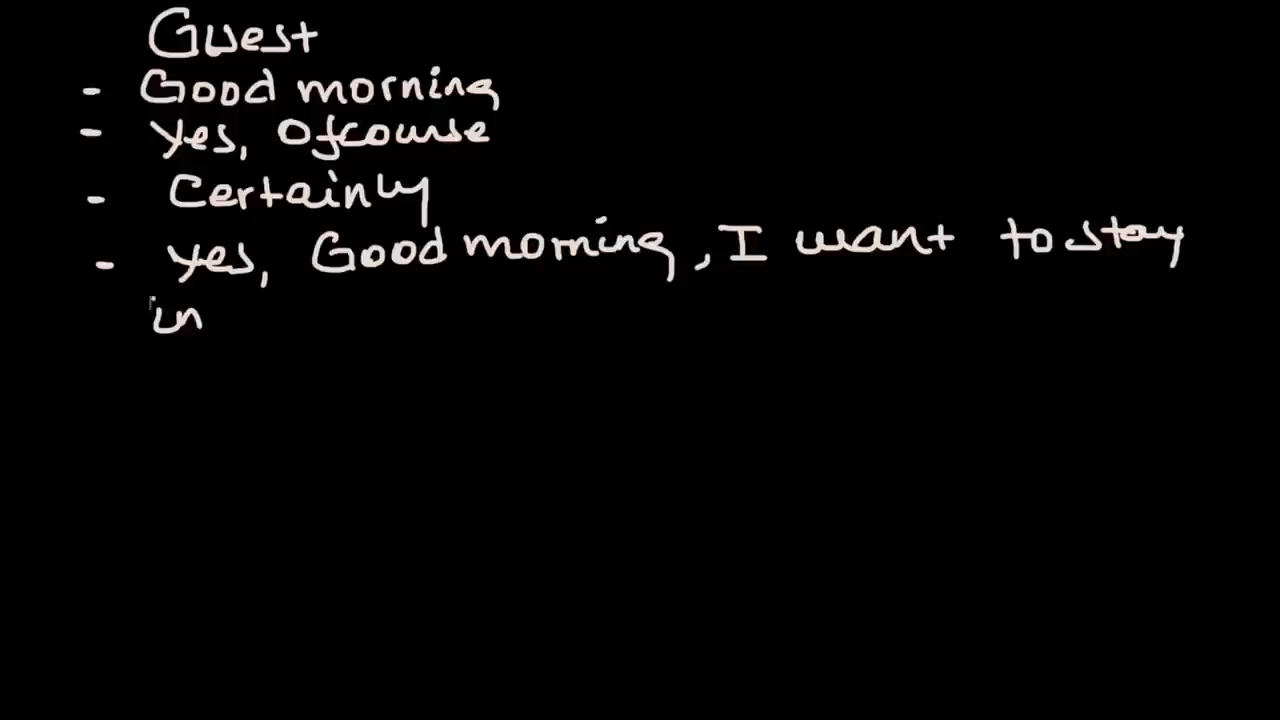 Guest
- Good morning
- Yes, Ofcourse
- Certainly
- Yes, Good morning, I want to stay
in